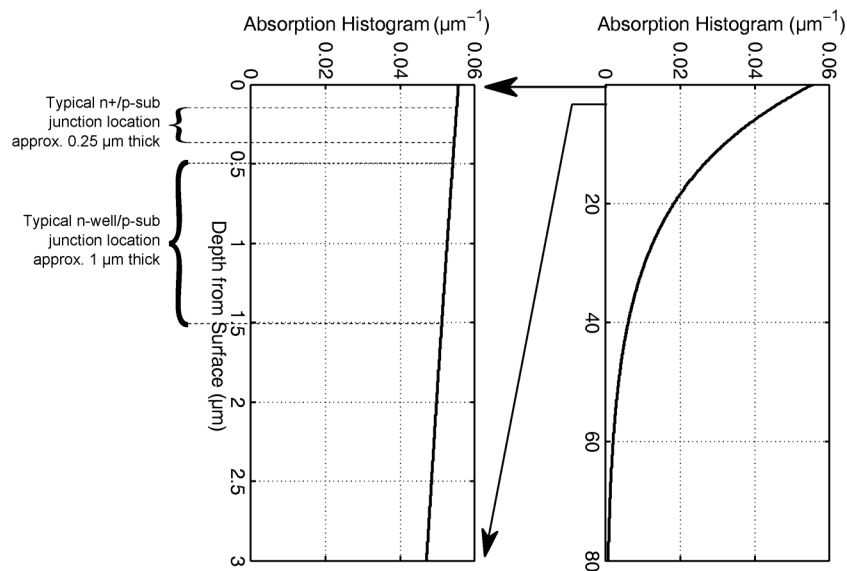 Absorption Histogram (µm⁻¹)
0 0.02 0.04 0.06
Typical n+/p-sub
junction location
approx. 0.25 µm thick
Typical n-well/p-sub
junction location
approx. 1 µm thick
0
0.5
1
1.5
2
2.5
3
Depth from Surface (µm)
Absorption Histogram (µm⁻¹)
0 0.02 0.04 0.06
20
40
60
80